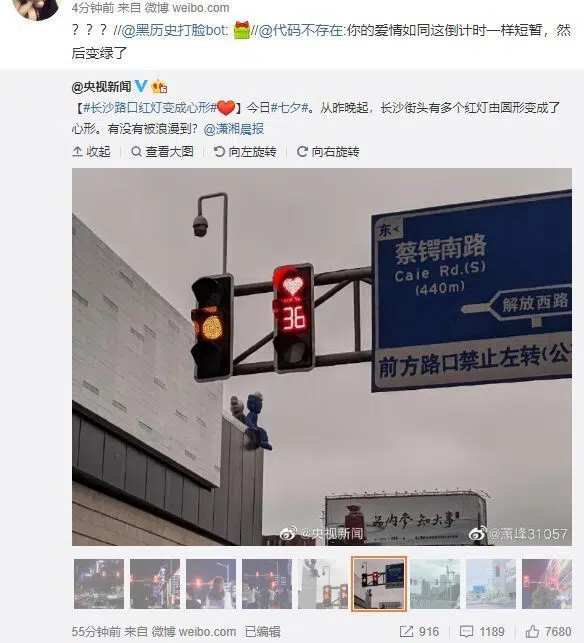 4分钟前 来自 微博 weibo.com
？？？//@黑历史打脸bot: //@代码不存在:你的爱情如同这倒计时一样短暂，然
后变绿了
@央视新闻
【#长沙路口红灯变成心形#】今日#七夕#。从昨晚起，长沙街头有多个红灯由圆形变成了
心形。有没有被浪漫到？@潇湘晨报
收起 查看大图 向左旋转 向右旋转
东<
蔡锷南路
Caie Rd.(S)
(440m)
解放西路
36
前方路口禁止左转(公
品内参 知大事
@央视新闻
@萧峰31057
55分钟前 来自 微博 weibo.com 已编辑
916 1189 7680